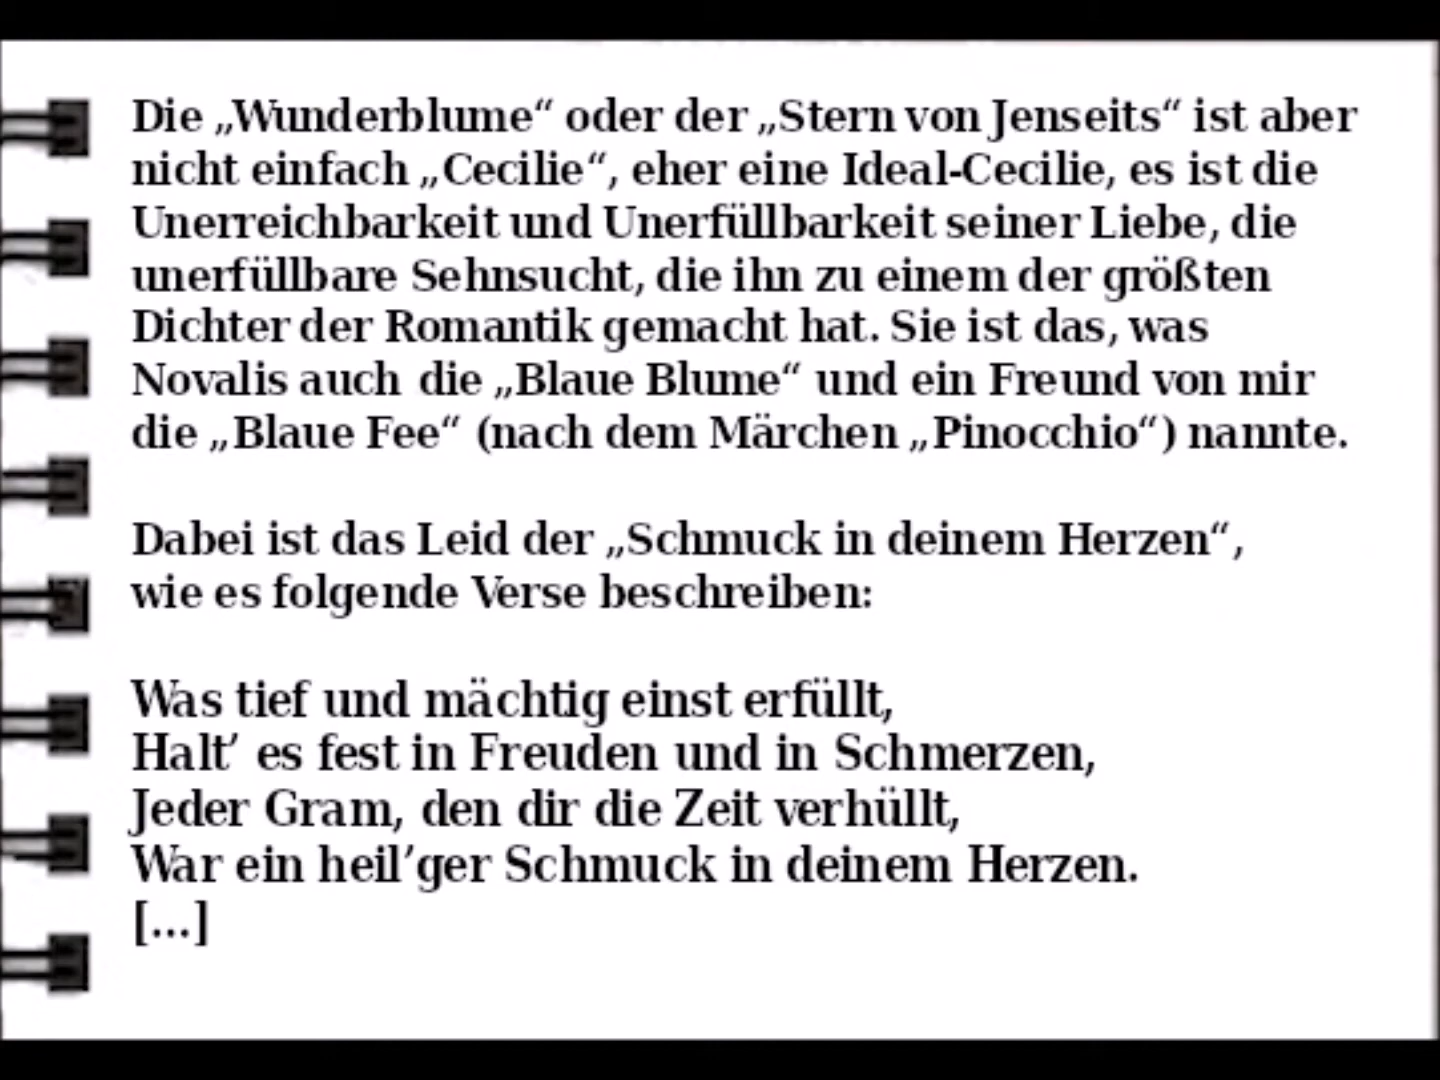 Die „Wunderblume“ oder der „Stern von Jenseits“ ist aber
nicht einfach „Cecilie“, eher eine Ideal-Cecilie, es ist die
Unerreichbarkeit und Unerfüllbarkeit seiner Liebe, die
unerfüllbare Sehnsucht, die ihn zu einem der größten
Dichter der Romantik gemacht hat. Sie ist das, was
Novalis auch die „Blaue Blume“ und ein Freund von mir
die „Blaue Fee“ (nach dem Märchen „Pinocchio“) nannte.
Dabei ist das Leid der „Schmuck in deinem Herzen“,
wie es folgende Verse beschreiben:
Was tief und mächtig einst erfüllt,
Halt’ es fest in Freuden und in Schmerzen,
Jeder Gram, den dir die Zeit verhüllt,
War ein heil’ger Schmuck in deinem Herzen.
[...]